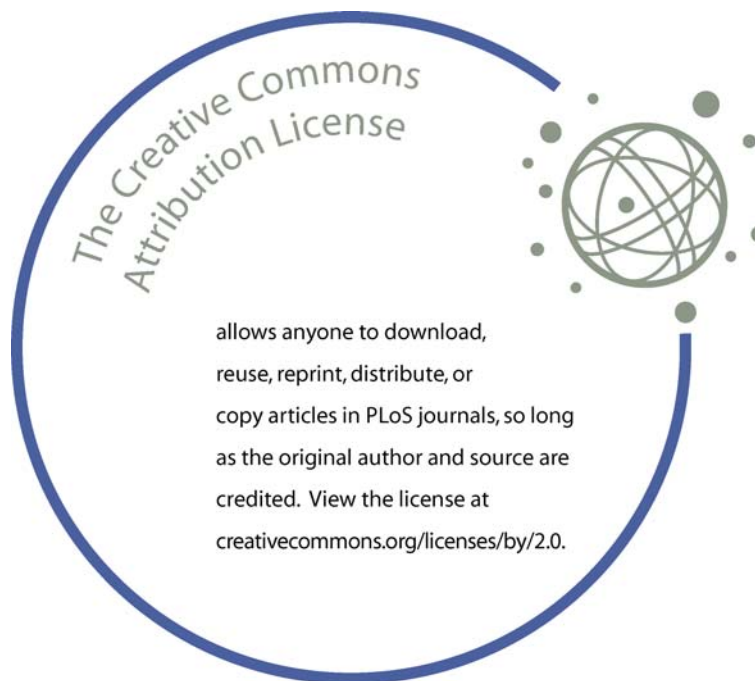 The Creative Commons
Attribution License
allows anyone to download,
reuse, reprint, distribute, or
copy articles in PLoS journals, so long
as the original author and source are
credited. View the license at
creativecommons.org/licenses/by/2.0.